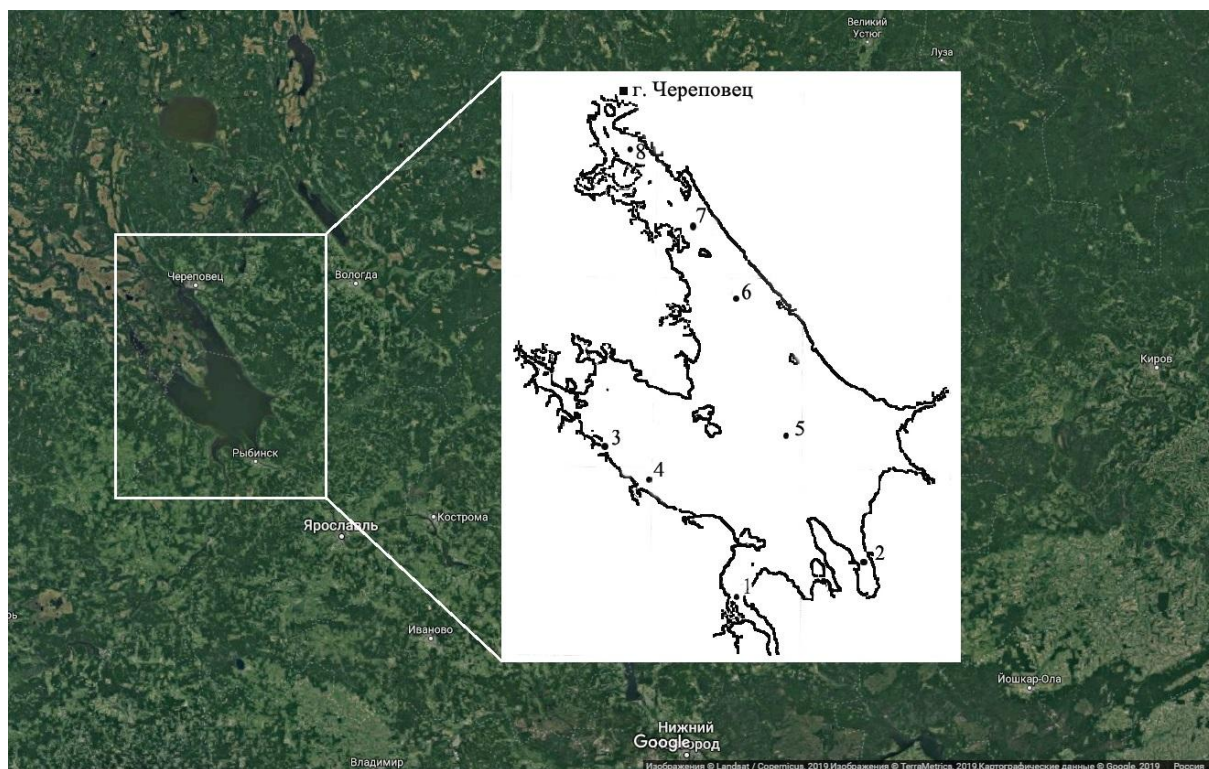 Великий
Устюг
Луза
г. Череповец
8
7
6
Череповец
Вологда
Киров
5
3
4
Рыбинск
Кострома
Ярославль
2
1
Иваново
Йошкар-Ола
Нижний
Google
ород
Владимир
Изображения © Landsat / Copernicus, 2019 Изображения © TerraMetrics, 2019 Картографические данные © Google, 2019 Россия